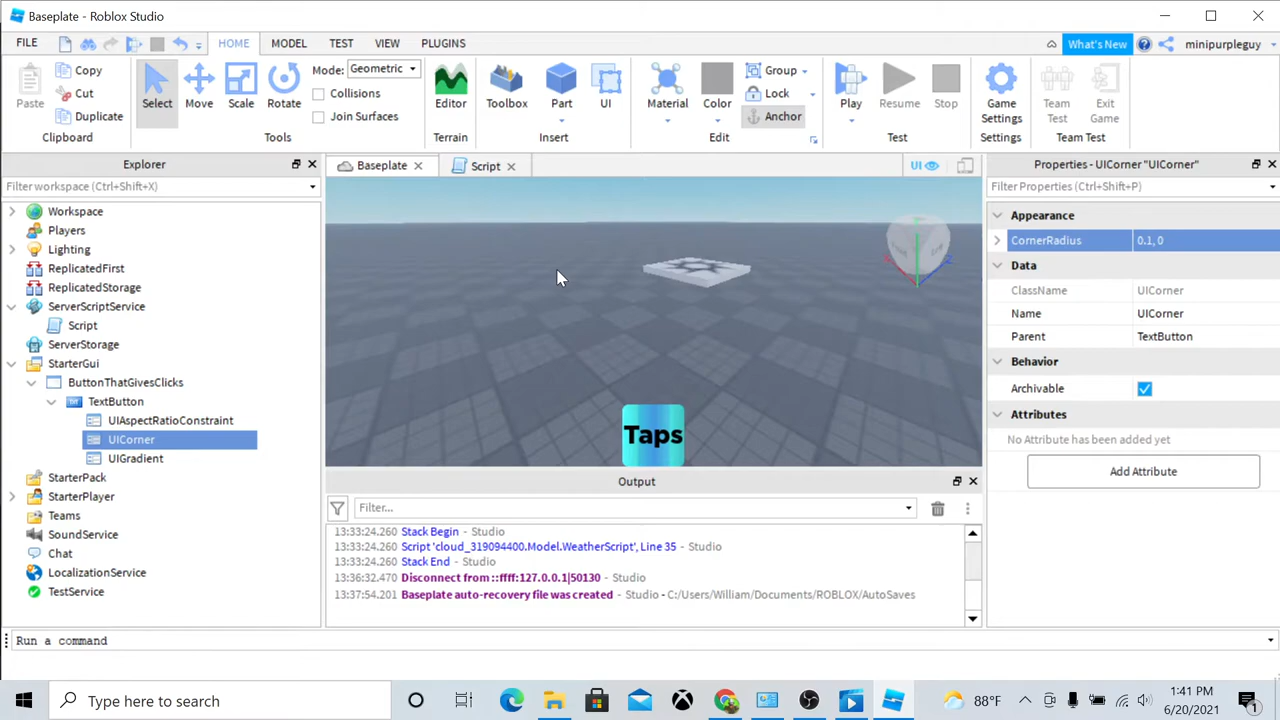 Baseplate - Roblox Studio
FILE
HOME
MODEL
TEST
VIEW
PLUGINS
What's New
minipurpleguy
Paste
Copy
Cut
Duplicate
Clipboard
Select
Move
Scale
Rotate
Mode: Geometric
Collisions
Join Surfaces
Tools
Editor
Terrain
Toolbox
Part
UI
Insert
Material
Color
Group
Lock
Anchor
Edit
Play
Resume
Stop
Test
Game
Settings
Settings
Team
Test
Exit
Game
Team Test
Explorer
Filter workspace (Ctrl+Shift+X)
Workspace
Players
Lighting
ReplicatedFirst
ReplicatedStorage
ServerScriptService
Script
ServerStorage
StarterGui
ButtonThatGivesClicks
TextButton
UIAspectRatioConstraint
UICorner
UIGradient
StarterPack
StarterPlayer
Teams
SoundService
Chat
LocalizationService
TestService
Baseplate
Script
UI
Taps
Output
Filter...
13:33:24.260 Stack Begin - Studio
13:33:24.260 Script 'cloud_319094400.Model.WeatherScript', Line 35 - Studio
13:33:24.260 Stack End - Studio
13:36:32.470 Disconnect from ::ffff:127.0.0.1|50130 - Studio
13:37:54.201 Baseplate auto-recovery file was created - Studio - C:/Users/William/Documents/ROBLOX/AutoSaves
Properties - UICorner "UICorner"
Filter Properties (Ctrl+Shift+P)
Appearance
CornerRadius 0.1, 0
Data
ClassName UICorner
Name UICorner
Parent TextButton
Behavior
Archivable
Attributes
No Attribute has been added yet
Add Attribute
Run a command
Type here to search
88°F
1:41 PM
6/20/2021
1